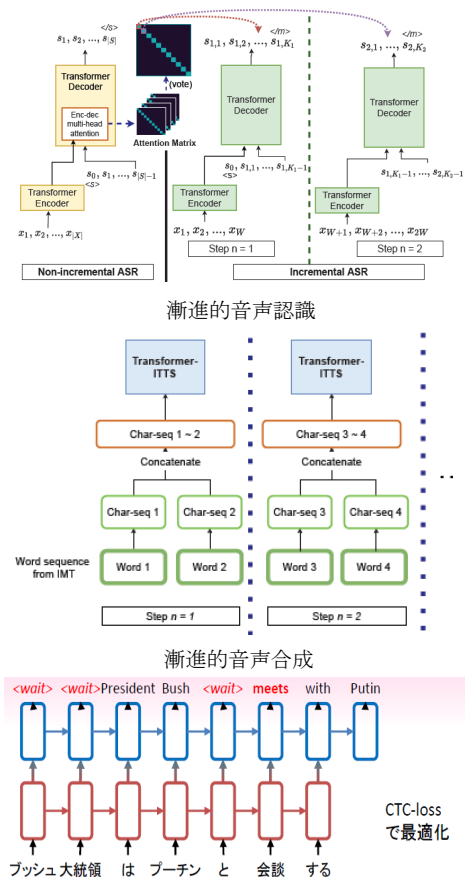 </s> </m> </m>
s1, s2, ..., s|S| s1,1, s1,2, ..., s1,K1 s2,1, ..., s2,K2
Transformer Decoder
Enc-dec multi-head attention
(vote)
Attention Matrix
Transformer Decoder
Transformer Decoder
s0, s1, ..., s|S|-1
<s>
s0, s1,1, ..., s1,K1-1
<s>
s1,K1-1, ..., s2,K2-1
Transformer Encoder
Transformer Encoder
Transformer Encoder
x1, x2, ..., x|X| x1, x2, ..., xW xW+1, xW+2, ..., x2W
Step n = 1 Step n = 2
Non-incremental ASR Incremental ASR
漸進的音声認識
Transformer-ITTS Transformer-ITTS
Char-seq 1 ~ 2 Char-seq 3 ~ 4
Concatenate Concatenate
..
Char-seq 1 Char-seq 2 Char-seq 3 Char-seq 4
Word sequence from IMT
Word 1 Word 2 Word 3 Word 4
Step n = 1 Step n = 2
漸進的音声合成
<wait> <wait> President Bush <wait> meets with Putin
CTC-loss
で最適化
ブッシュ 大統領 は プーチン と 会談 する